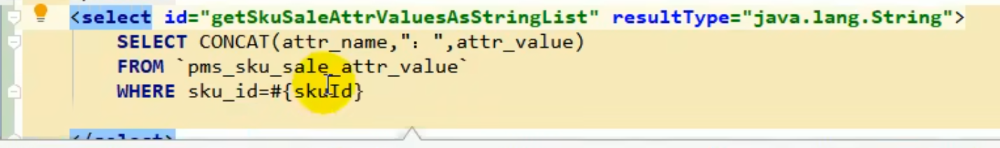 <select id="getSkuSaleAttrValuesAsStringList" resultType="java.lang.String">
SELECT CONCAT(attr_name,"：",attr_value)
FROM `pms_sku_sale_attr_value`
WHERE sku_id=#{skuId}
</select>